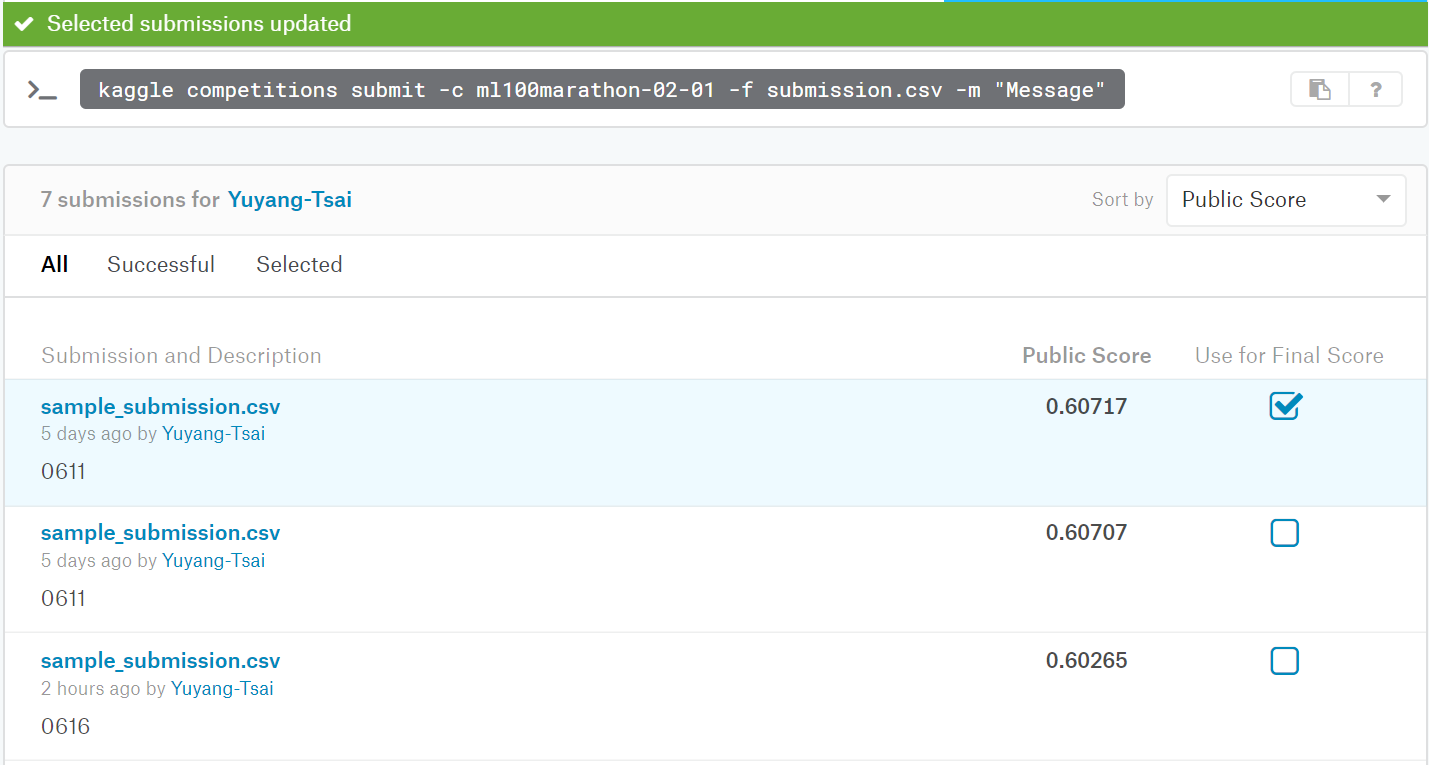 Selected submissions updated
>_ kaggle competitions submit -c ml100marathon-02-01 -f submission.csv -m "Message" ?
7 submissions for Yuyang-Tsai Sort by Public Score
All Successful Selected
Submission and Description Public Score Use for Final Score
sample_submission.csv 0.60717
5 days ago by Yuyang-Tsai
0611
sample_submission.csv 0.60707
5 days ago by Yuyang-Tsai
0611
sample_submission.csv 0.60265
2 hours ago by Yuyang-Tsai
0616